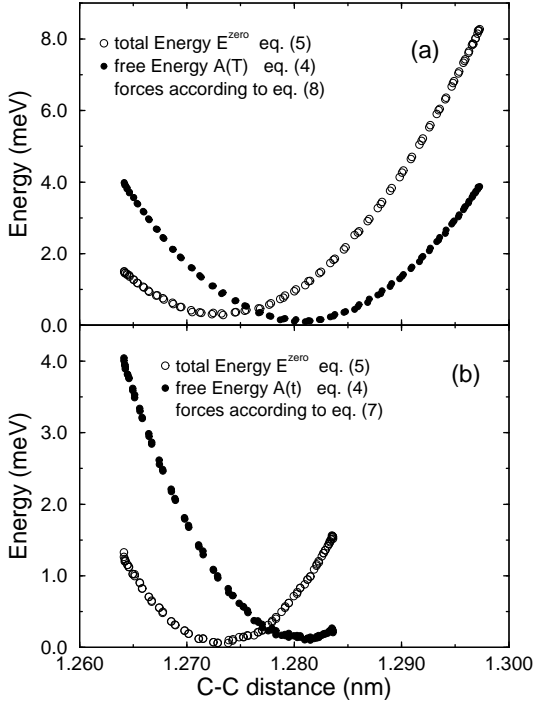 8.0
○ total Energy E^zero eq. (5)
(a)
● free Energy A(T) eq. (4)
forces according to eq. (8)
6.0
Energy (meV)
4.0
2.0
0.0
4.0
○ total Energy E^zero eq. (5)
(b)
● free Energy A(t) eq. (4)
forces according to eq. (7)
3.0
Energy (meV)
2.0
1.0
0.0
1.260 1.270 1.280 1.290 1.300
C-C distance (nm)